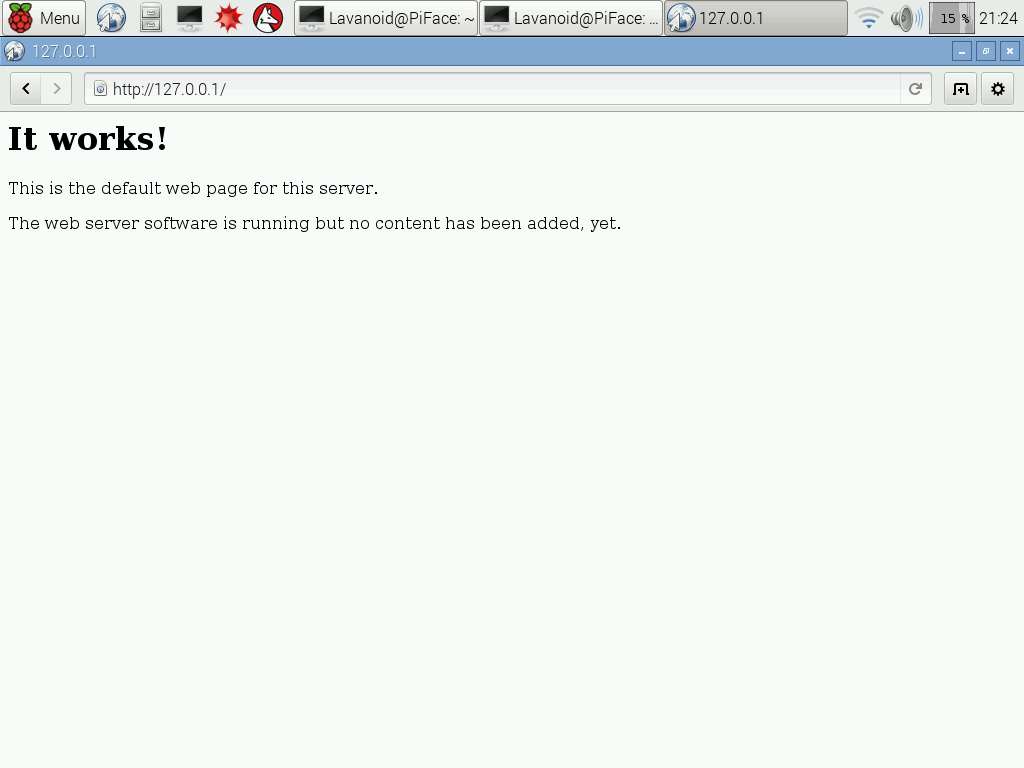 Menu
Lavanoid@PiFace: ~
Lavanoid@PiFace: ...
127.0.0.1
15 %
21:24
127.0.0.1
http://127.0.0.1/
It works!
This is the default web page for this server.
The web server software is running but no content has been added, yet.